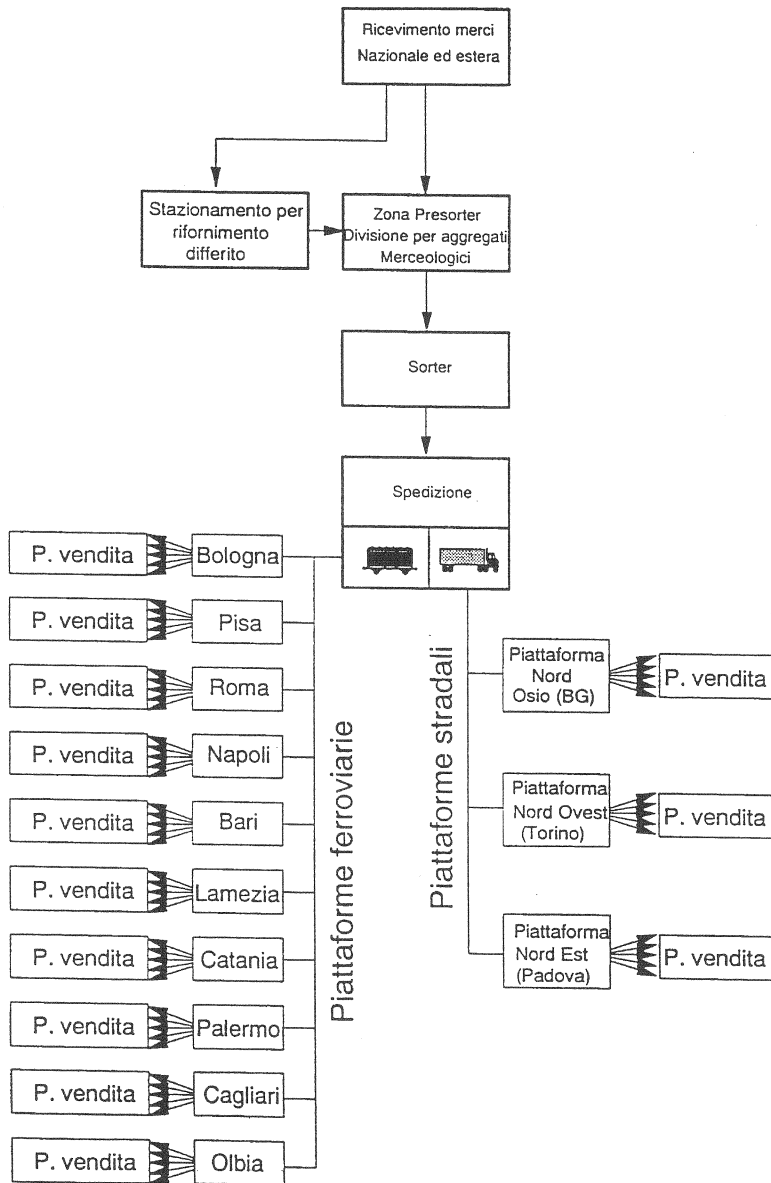 Ricevimento merci
Nazionale ed estera
Stazionamento per
rifornimento
differito
Zona Presorter
Divisione per aggregati
Merceologici
Sorter
Spedizione
Piattaforme ferroviarie
P. vendita
Bologna
P. vendita
Pisa
P. vendita
Roma
P. vendita
Napoli
P. vendita
Bari
P. vendita
Lamezia
P. vendita
Catania
P. vendita
Palermo
P. vendita
Cagliari
P. vendita
Olbia
Piattaforme stradali
Piattaforma
Nord
Osio (BG)
P. vendita
Piattaforma
Nord Ovest
(Torino)
P. vendita
Piattaforma
Nord Est
(Padova)
P. vendita